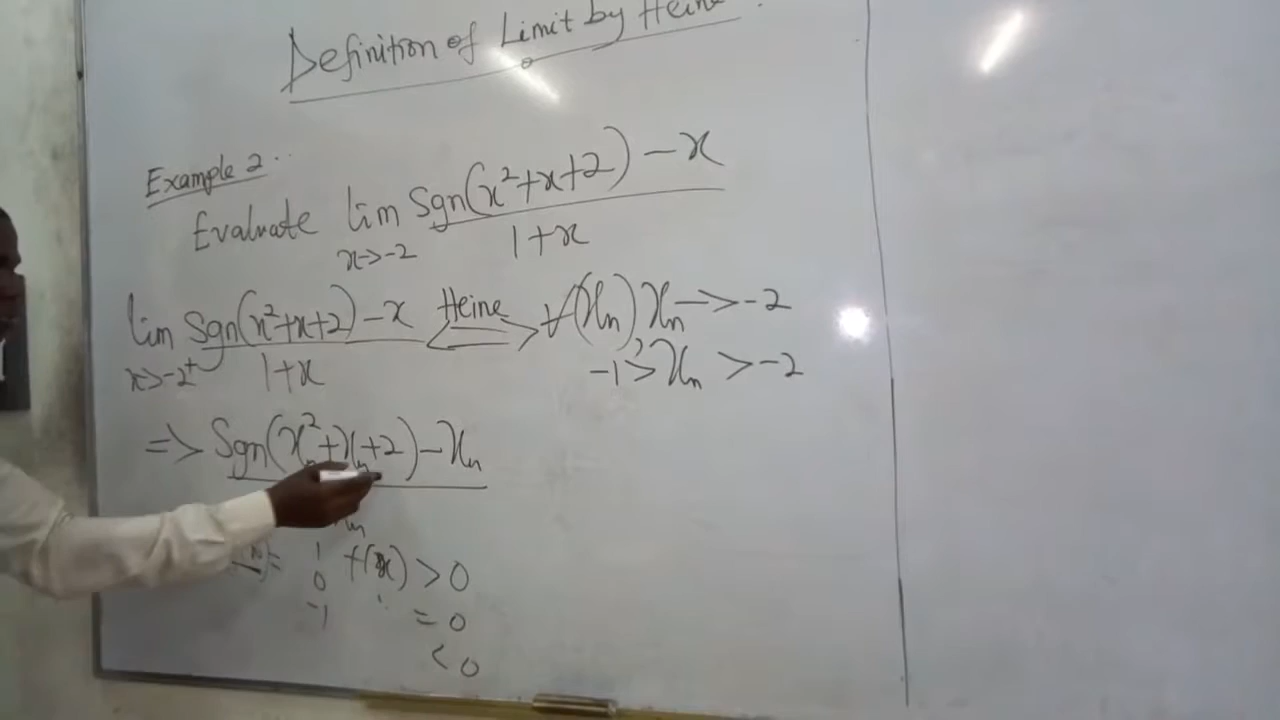 Definition of Limit by Heine
Example 2..
Evaluate lim Sgn(x²+x+2) – x
x->-2 1+x
lim Sgn(x²+x+2) – x Heine ∀(xₙ) xₙ -> -2
x->-2⁺ 1+x , -1 > xₙ > -2
=> Sgn(xₙ²+xₙ+2) – xₙ
xₙ
= 1 f(x) > 0
0 = 0
-1 < 0